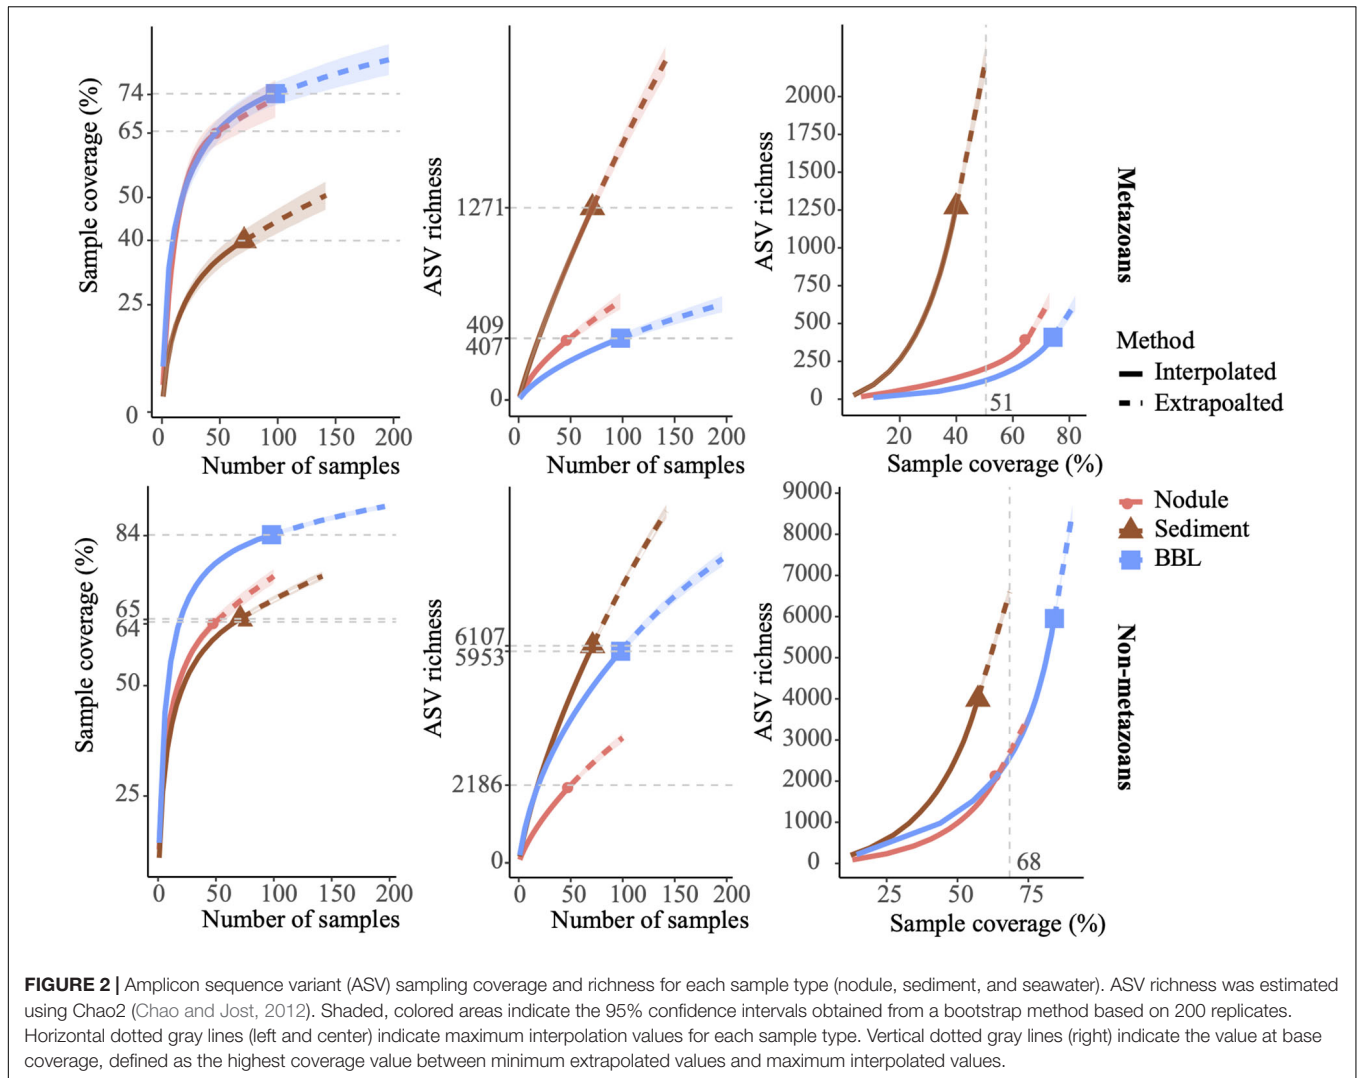 Sample coverage (%)
74
65
50
40
25
0
0 50 100 150 200
Number of samples
ASV richness
1271
409
407
0
0 50 100 150 200
Number of samples
ASV richness
2000
1750
1500
1250
1000
750
500
250
0
51
20 40 60 80
Sample coverage (%)
Metazoans
Method
Interpolated
Extrapoalted
Nodule
Sediment
BBL
Sample coverage (%)
84
65
64
50
25
0 50 100 150 200
Number of samples
ASV richness
6107
5953
2186
0
0 50 100 150 200
Number of samples
ASV richness
9000
8000
7000
6000
5000
4000
3000
2000
1000
0
68
25 50 75
Sample coverage (%)
Non-metazoans
FIGURE 2 | Amplicon sequence variant (ASV) sampling coverage and richness for each sample type (nodule, sediment, and seawater). ASV richness was estimated
using Chao2 (Chao and Jost, 2012). Shaded, colored areas indicate the 95% confidence intervals obtained from a bootstrap method based on 200 replicates.
Horizontal dotted gray lines (left and center) indicate maximum interpolation values for each sample type. Vertical dotted gray lines (right) indicate the value at base
coverage, defined as the highest coverage value between minimum extrapolated values and maximum interpolated values.